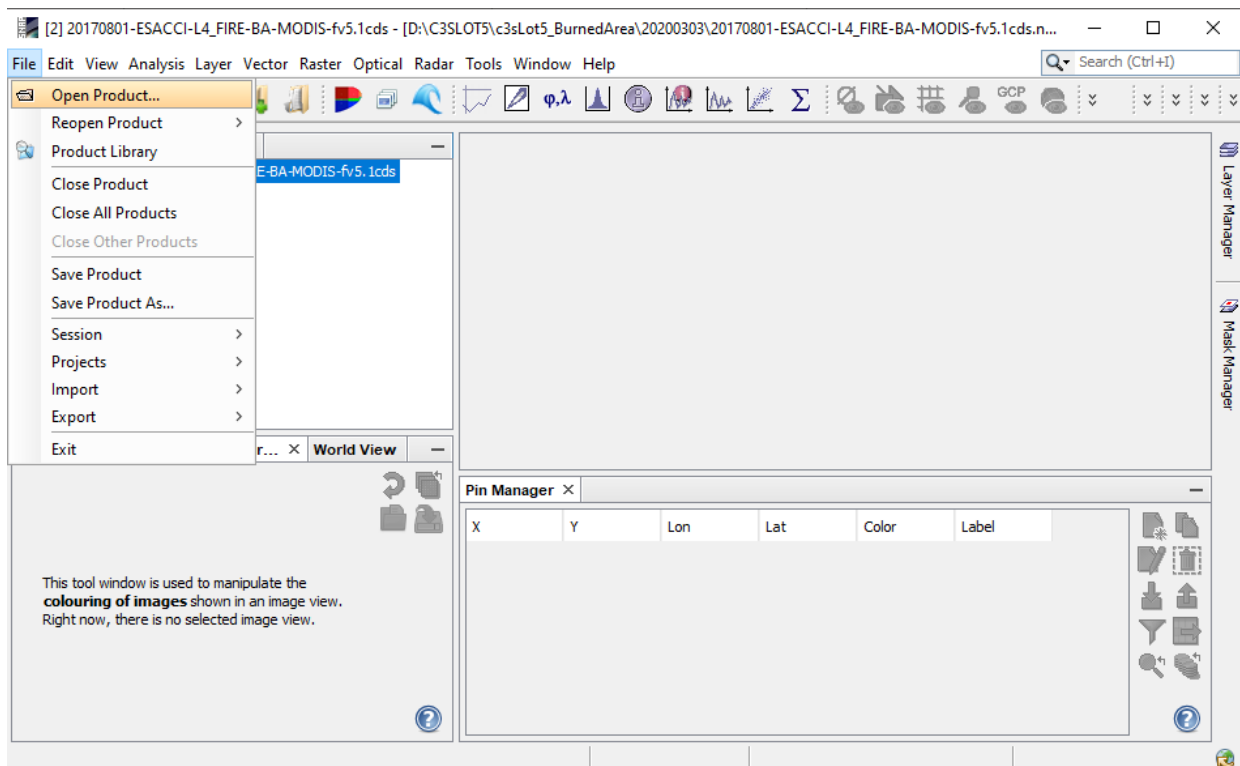 [2] 20170801-ESACCI-L4_FIRE-BA-MODIS-fv5.1cds - [D:\C3SLOT5\c3sLot5_BurnedArea\20200303\20170801-ESACCI-L4_FIRE-BA-MODIS-fv5.1cds.n...
File Edit View Analysis Layer Vector Raster Optical Radar Tools Window Help
Search (Ctrl+I)
φ,λ Σ GCP
Open Product...
Reopen Product
Product Library
E-BA-MODIS-fv5.1cds
Close Product
Close All Products
Close Other Products
Save Product
Save Product As...
Session
Projects
Import
Export
Exit
r... World View
This tool window is used to manipulate the
colouring of images shown in an image view.
Right now, there is no selected image view.
Pin Manager
X Y Lon Lat Color Label
Layer Manager
Mask Manager